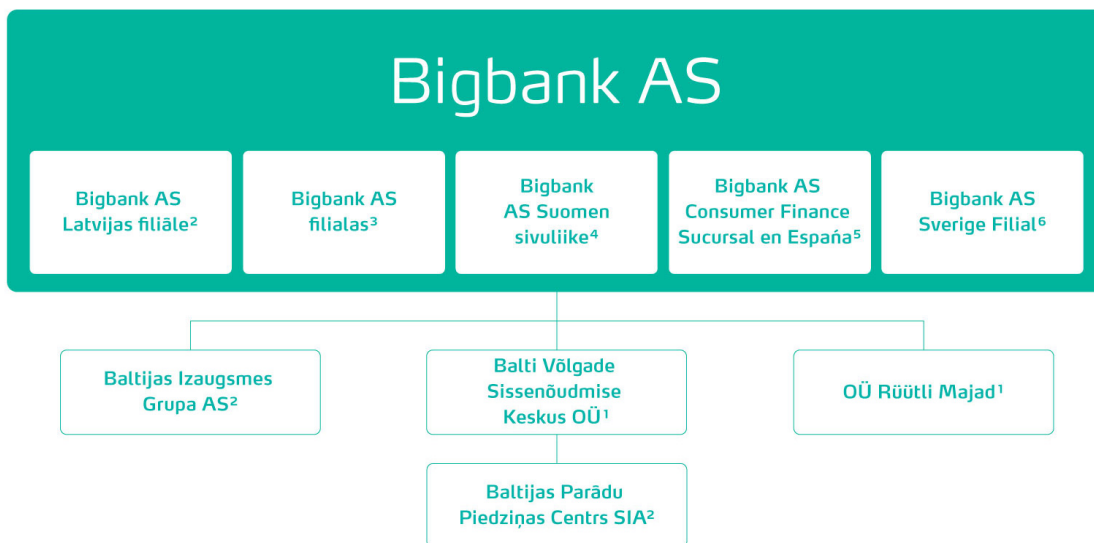 Bigbank AS
Bigbank AS
Latvijas filiāle²
Bigbank AS
filialas³
Bigbank
AS Suomen
sivuliike⁴
Bigbank AS
Consumer Finance
Sucursal en Espańa⁵
Bigbank AS
Sverige Filial⁶
Baltijas Izaugsmes
Grupa AS²
Balti Võlgade
Sissenõudmise
Keskus OÜ¹
OÜ Rüütli Majad¹
Baltijas Parādu
Piedziņas Centrs SIA²